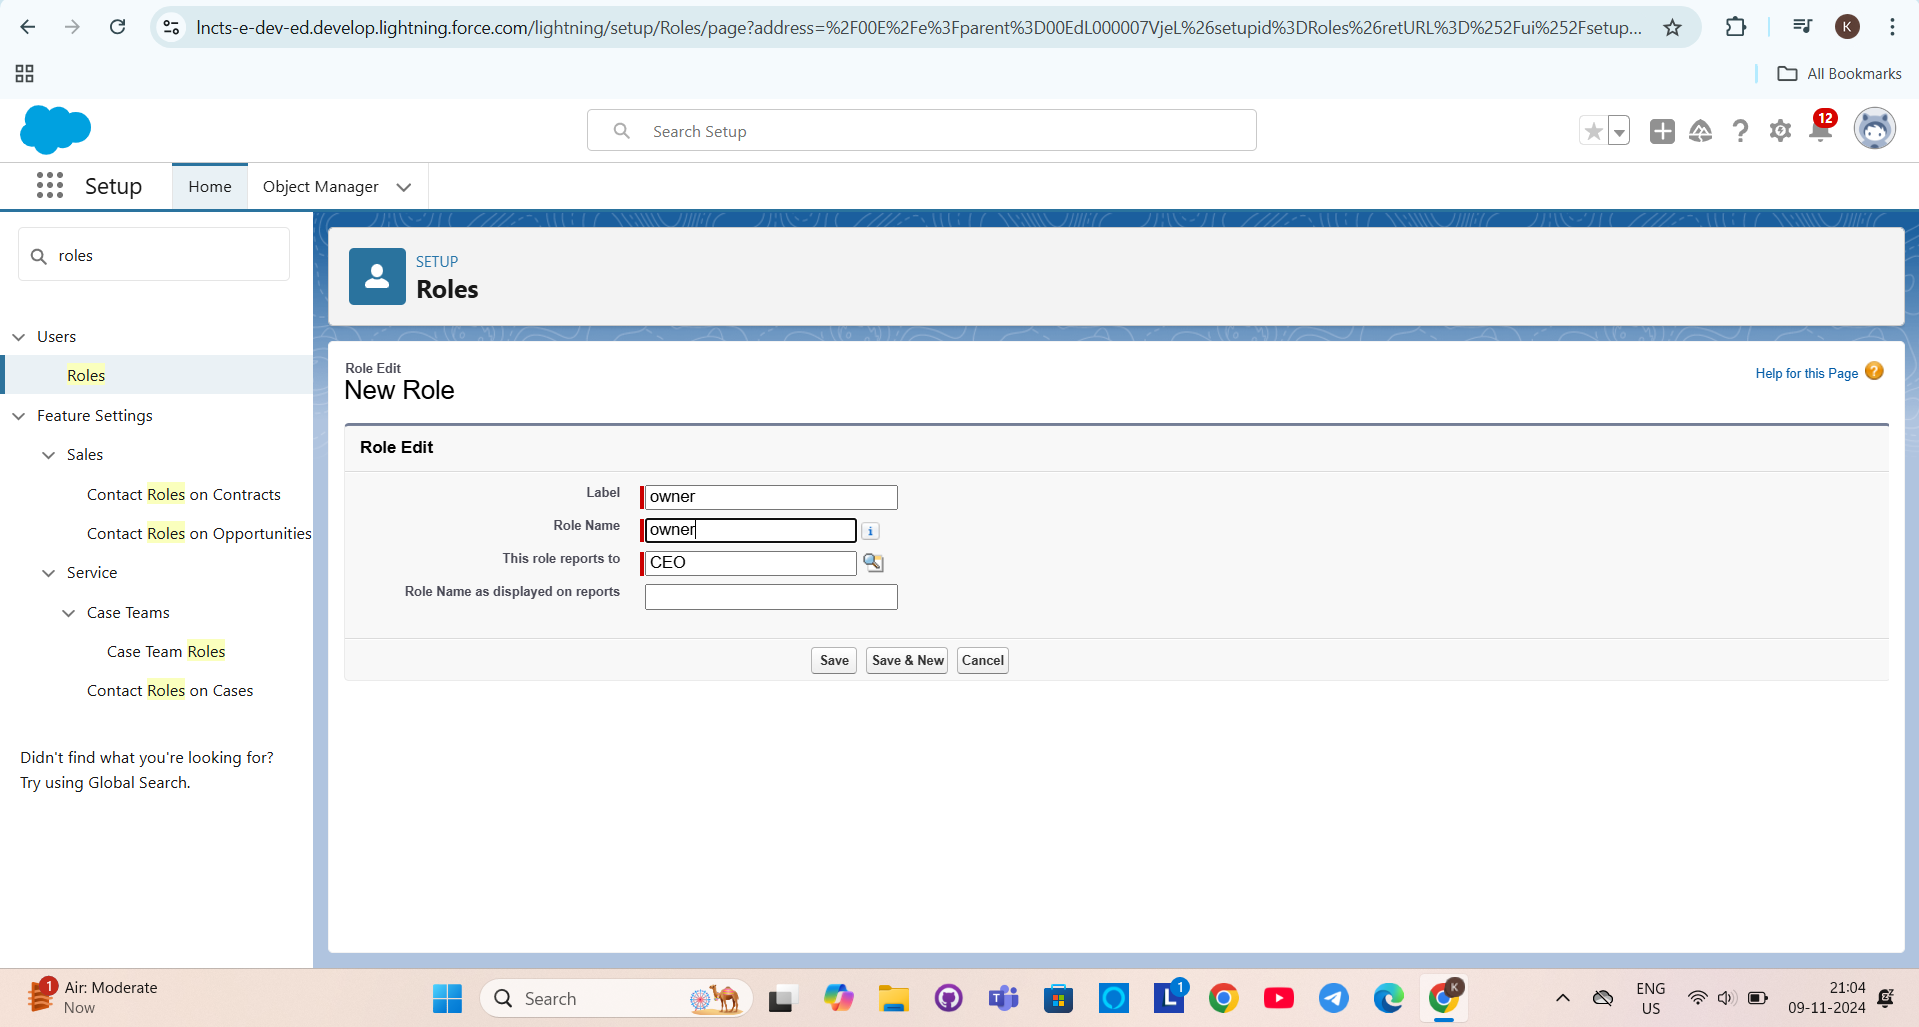 lncts-e-dev-ed.develop.lightning.force.com/lightning/setup/Roles/page?address=%2F00E%2Fe%3Fparent%3D00EdL000007VjeL%26setupid%3DRoles%26retURL%3D%252Fui%252Fsetup...
K
All Bookmarks
Search Setup
12
Setup
Home
Object Manager
roles
SETUP
Roles
Users
Roles
Feature Settings
Sales
Contact Roles on Contracts
Contact Roles on Opportunities
Service
Case Teams
Case Team Roles
Contact Roles on Cases
Didn't find what you're looking for?
Try using Global Search.
Role Edit
New Role
Help for this Page
Role Edit
Label owner
Role Name owner
This role reports to CEO
Role Name as displayed on reports
Save Save & New Cancel
1
Air: Moderate
Now
Search
L 1
K
ENG
US
21:04
09-11-2024